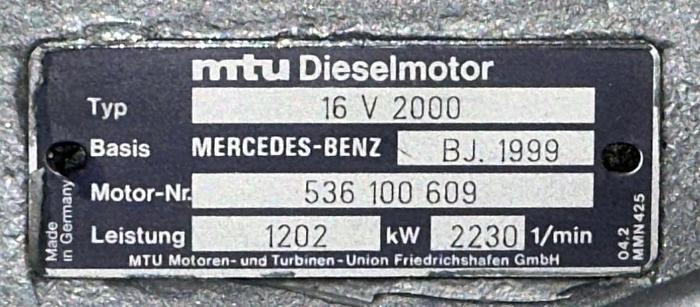 mtu Dieselmotor
Typ 16 V 2000
Basis MERCEDES-BENZ BJ. 1999
Motor-Nr. 536 100 609
Leistung 1202 kW 2230 1/min
MTU Motoren- und Turbinen-Union Friedrichshafen GmbH
Made
in Germany
04.2
MMN425